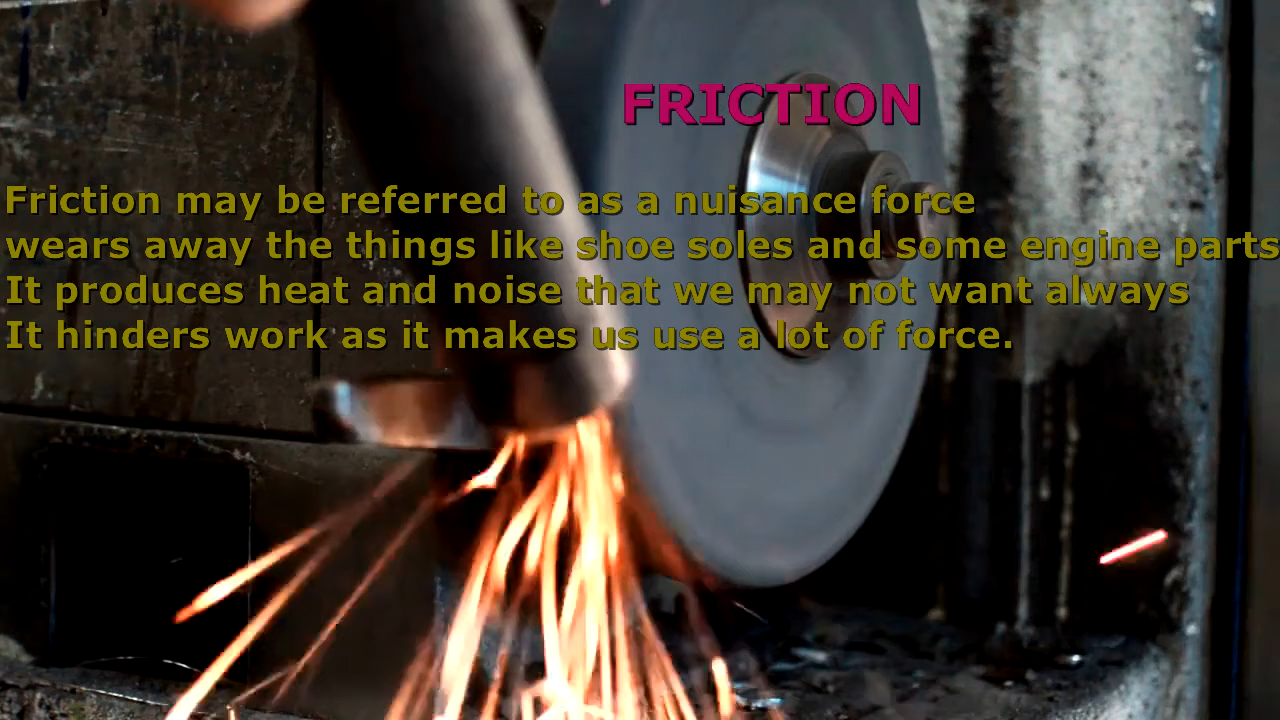 FRICTION
Friction may be referred to as a nuisance force
wears away the things like shoe soles and some engine parts
It produces heat and noise that we may not want always
It hinders work as it makes us use a lot of force.